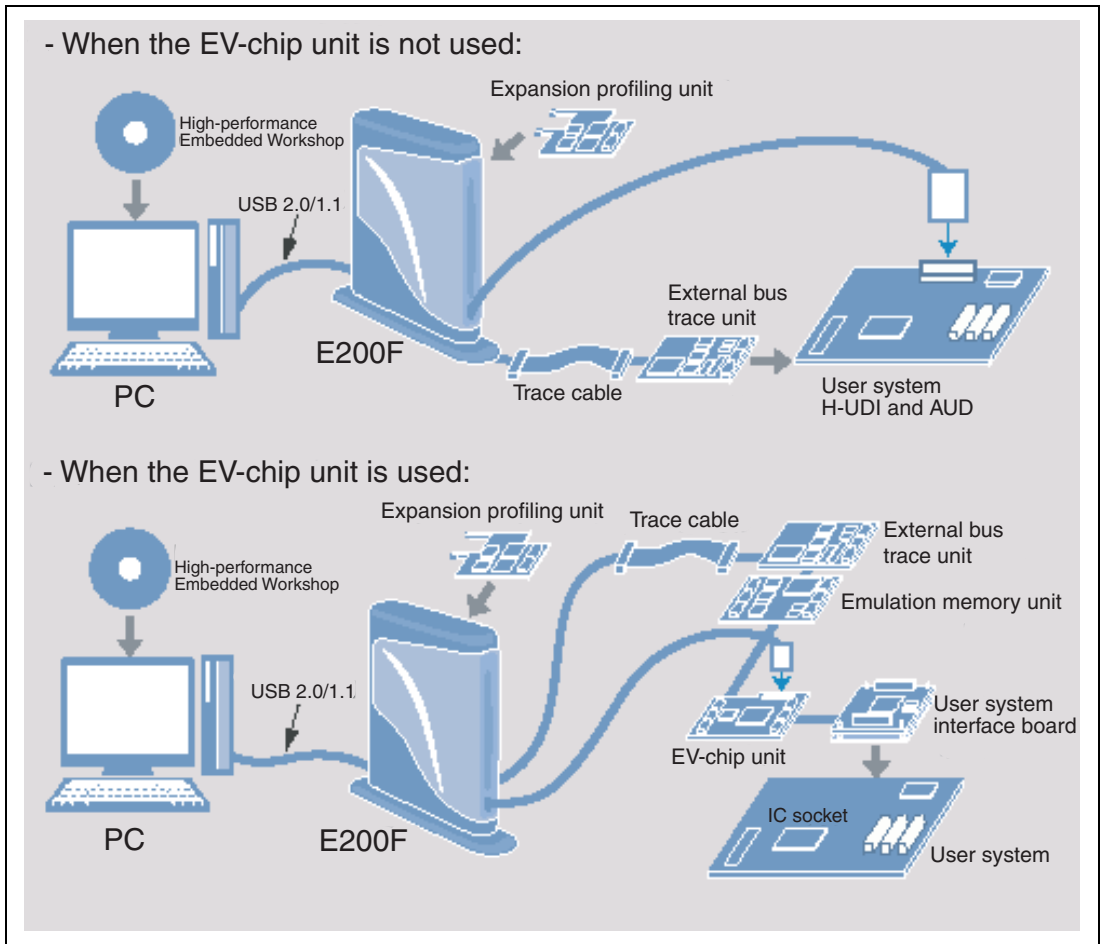 - When the EV-chip unit is not used:
Expansion profiling unit
High-performance
Embedded Workshop
USB 2.0/1.1
External bus
trace unit
E200F
PC
Trace cable
User system
H-UDI and AUD
- When the EV-chip unit is used:
Expansion profiling unit
Trace cable
External bus
trace unit
High-performance
Embedded Workshop
Emulation memory unit
USB 2.0/1.1
User system
interface board
EV-chip unit
IC socket
PC
E200F
User system